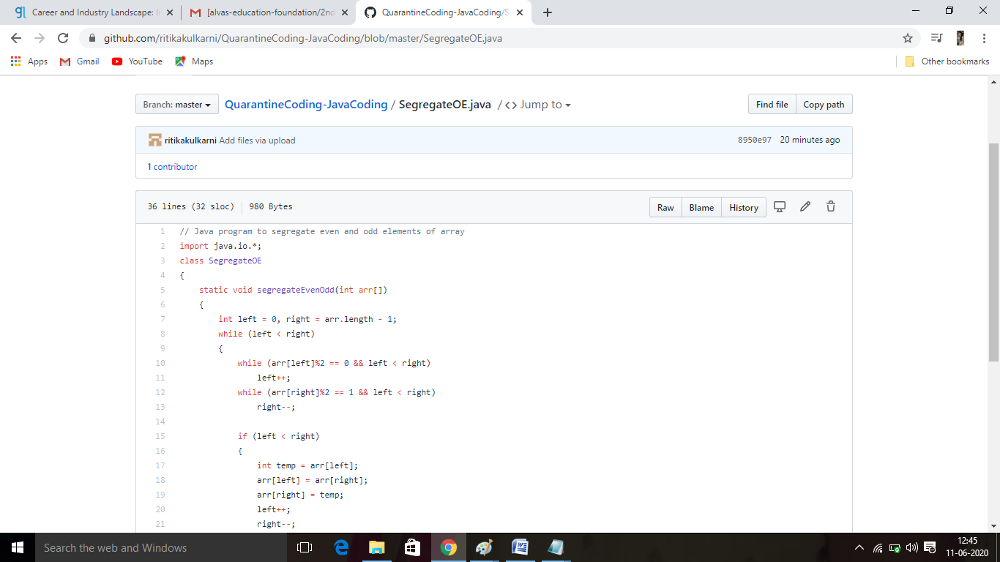 Career and Industry Landscape: I
[alvas-education-foundation/2nd
QuarantineCoding-JavaCoding/S
github.com/ritikakulkarni/QuarantineCoding-JavaCoding/blob/master/SegregateOE.java
Apps Gmail YouTube Maps Other bookmarks
Branch: master QuarantineCoding-JavaCoding / SegregateOE.java / <> Jump to Find file Copy path
ritikakulkarni Add files via upload 8950e97 20 minutes ago
1 contributor
36 lines (32 sloc) 980 Bytes Raw Blame History
1 // Java program to segregate even and odd elements of array
2 import java.io.*;
3 class SegregateOE
4 {
5 static void segregateEvenOdd(int arr[])
6 {
7 int left = 0, right = arr.length - 1;
8 while (left < right)
9 {
10 while (arr[left]%2 == 0 && left < right)
11 left++;
12 while (arr[right]%2 == 1 && left < right)
13 right--;
14
15 if (left < right)
16 {
17 int temp = arr[left];
18 arr[left] = arr[right];
19 arr[right] = temp;
20 left++;
21 right--;
Search the web and Windows
12:45
11-06-2020